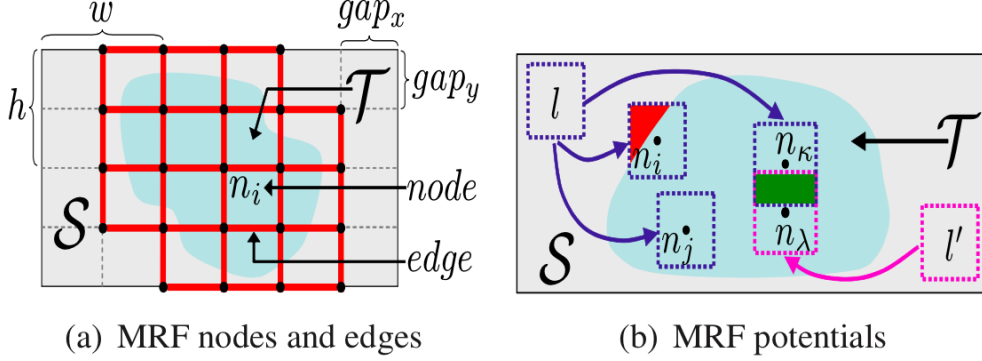 w
gap_x
h
gap_y
T
n_i
node
S
edge
(a) MRF nodes and edges
l
n_i
n_κ
T
n_j
n_λ
l′
S
(b) MRF potentials